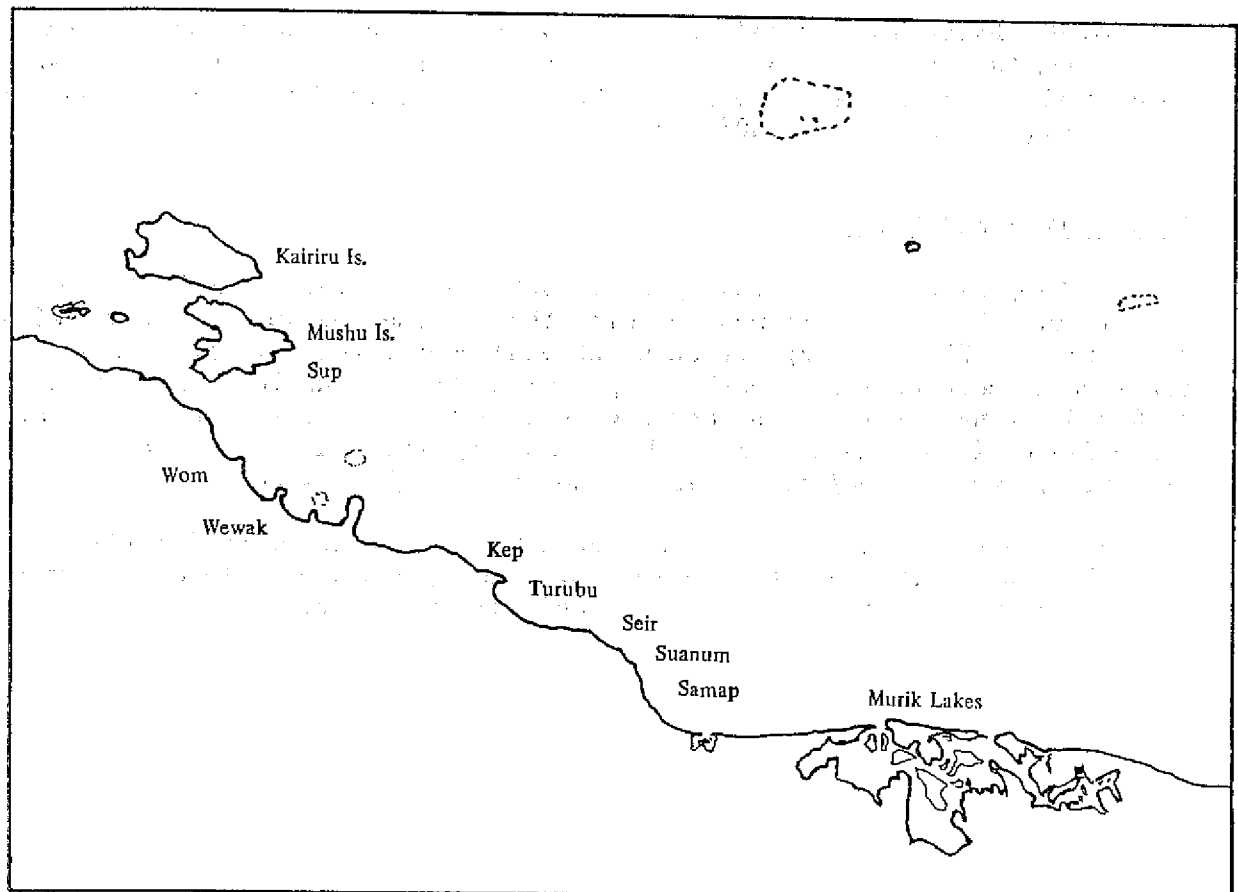 Kairiru Is.
Mushu Is.
Sup
Wom
Wewak
Kep
Turubu
Seir
Suanum
Samap
Murik Lakes